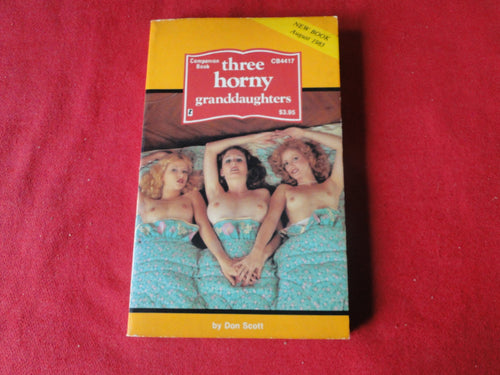 NEW BOOK
August 1983
Companion
Book
CB4417
three
horny
granddaughters
$3.95
by Don Scott